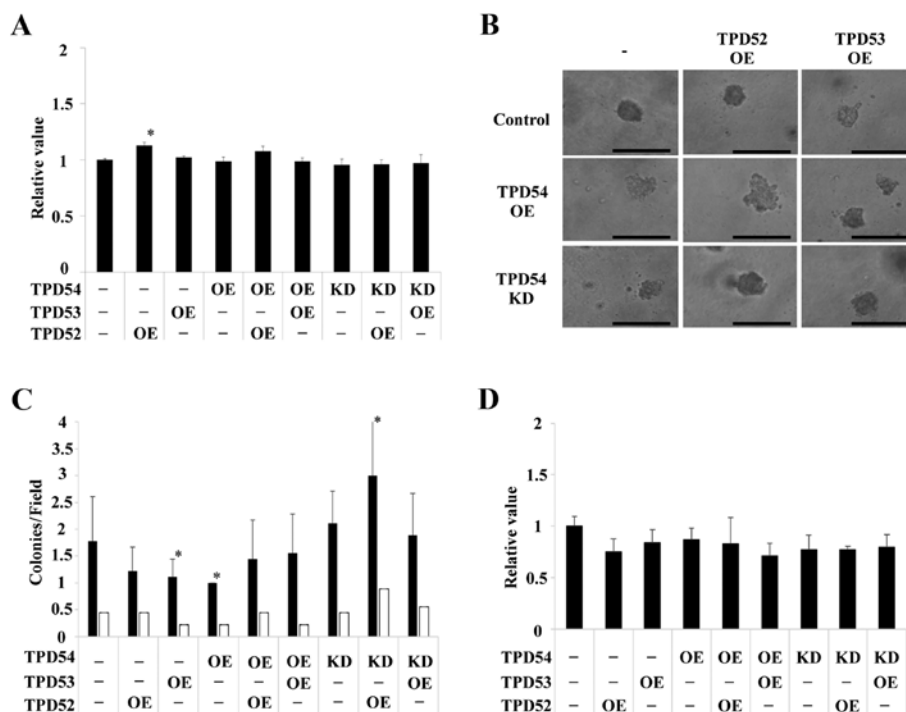 A
2
1.5
1
0.5
0
Relative value
*
TPD54 – – – OE OE OE KD KD KD
TPD53 – – OE – – OE – – OE
TPD52 – OE – – OE – – OE –
B
– TPD52 OE TPD53 OE
Control
TPD54 OE
TPD54 KD
C
4
3.5
3
2.5
2
1.5
1
0.5
0
Colonies/Field
* * *
TPD54 – – – OE OE OE KD KD KD
TPD53 – – OE – – OE – – OE
TPD52 – OE – – OE – – OE –
D
2
1.5
1
0.5
0
Relative value
TPD54 – – – OE OE OE KD KD KD
TPD53 – – OE – – OE – – OE
TPD52 – OE – – OE – – OE –